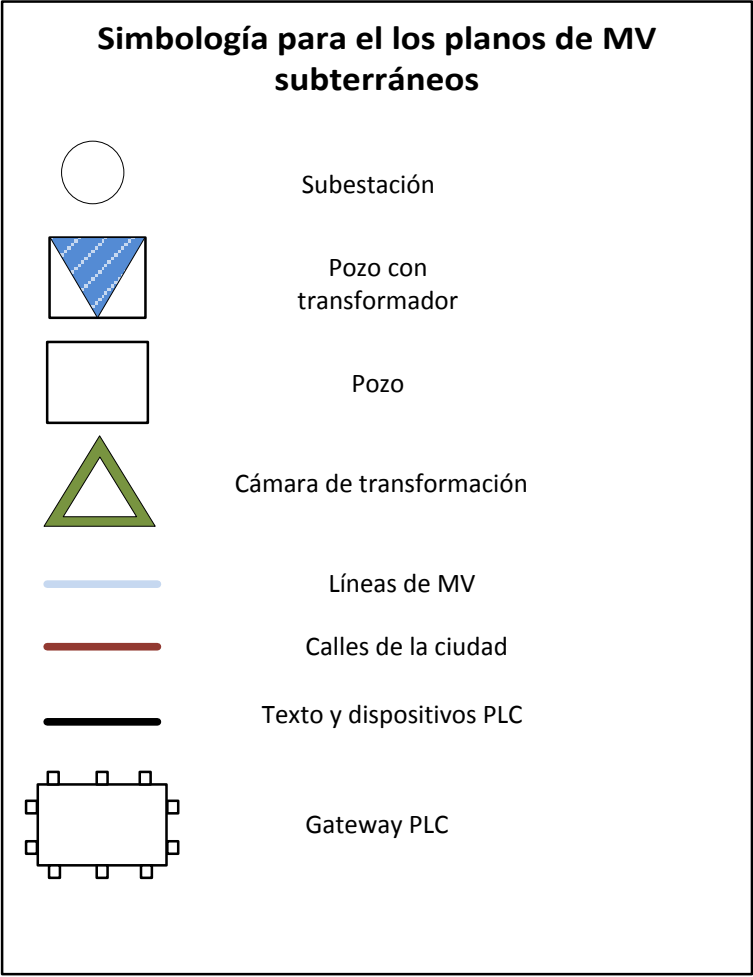 Simbología para el los planos de MV
subterráneos
Subestación
Pozo con
transformador
Pozo
Cámara de transformación
Líneas de MV
Calles de la ciudad
Texto y dispositivos PLC
Gateway PLC